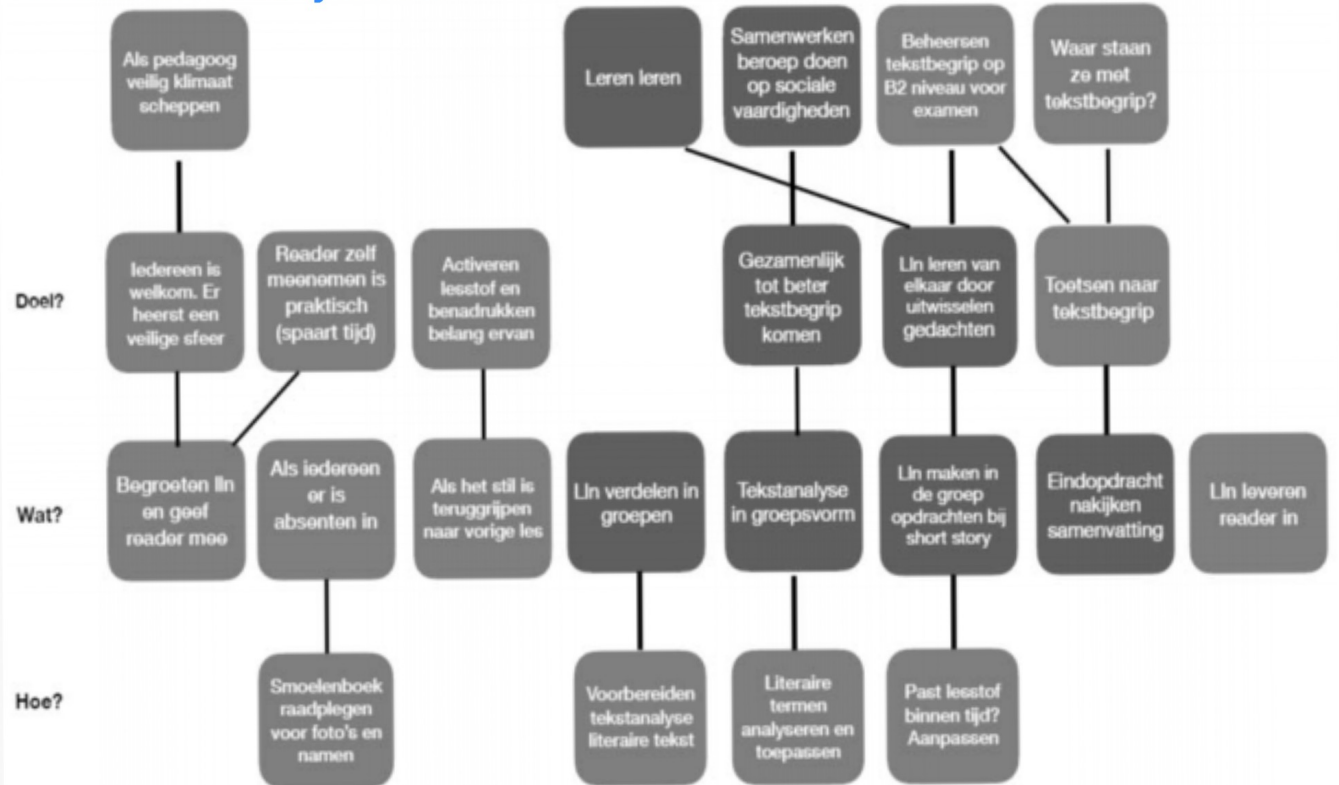 Als pedagoog
veilig klimaat
scheppen
Leren leren
Samenwerken
beroep doen
op sociale
vaardigheden
Beheersen
tekstbegrip op
B2 niveau voor
examen
Waar staan
ze met
tekstbegrip?
Doel?
Iedereen is
welkom. Er
heerst een
veilige sfeer
Reader zelf
meenemen is
praktisch
(spaart tijd)
Activeren
lesstof en
benadrukken
belang ervan
Gezamenlijk
tot beter
tekstbegrip
komen
Lln leren van
elkaar door
uitwisselen
gedachten
Toetsen naar
tekstbegrip
Wat?
Begroeten lln
en geef
reader mee
Als iedereen
er is
absenten in
Als het stil is
teruggrijpen
naar vorige les
Lln verdelen in
groepen
Tekstanalyse
in groepsvorm
Lln maken in
de groep
opdrachten bij
short story
Eindopdracht
nakijken
samenvatting
Lln leveren
reader in
Hoe?
Smoelenboek
raadplegen
voor foto's en
namen
Voorbereiden
tekstanalyse
literaire tekst
Literaire
termen
analyseren en
toepassen
Past lesstof
binnen tijd?
Aanpassen